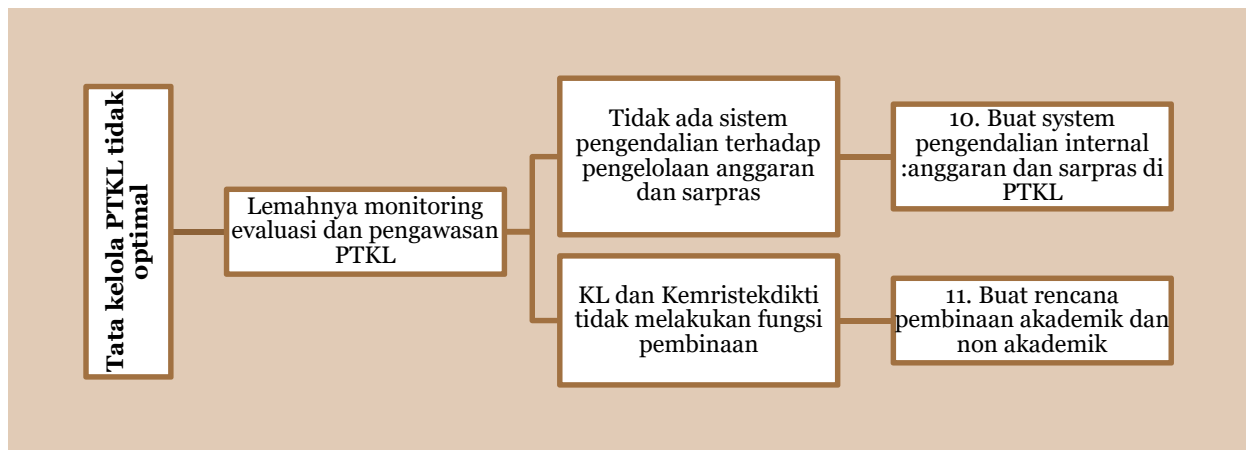 Tata kelola PTKL tidak
optimal
Lemahnya monitoring
evaluasi dan pengawasan
PTKL
Tidak ada sistem
pengendalian terhadap
pengelolaan anggaran
dan sarpras
10. Buat system
pengendalian internal
:anggaran dan sarpras di
PTKL
KL dan Kemristekdikti
tidak melakukan fungsi
pembinaan
11. Buat rencana
pembinaan akademik dan
non akademik